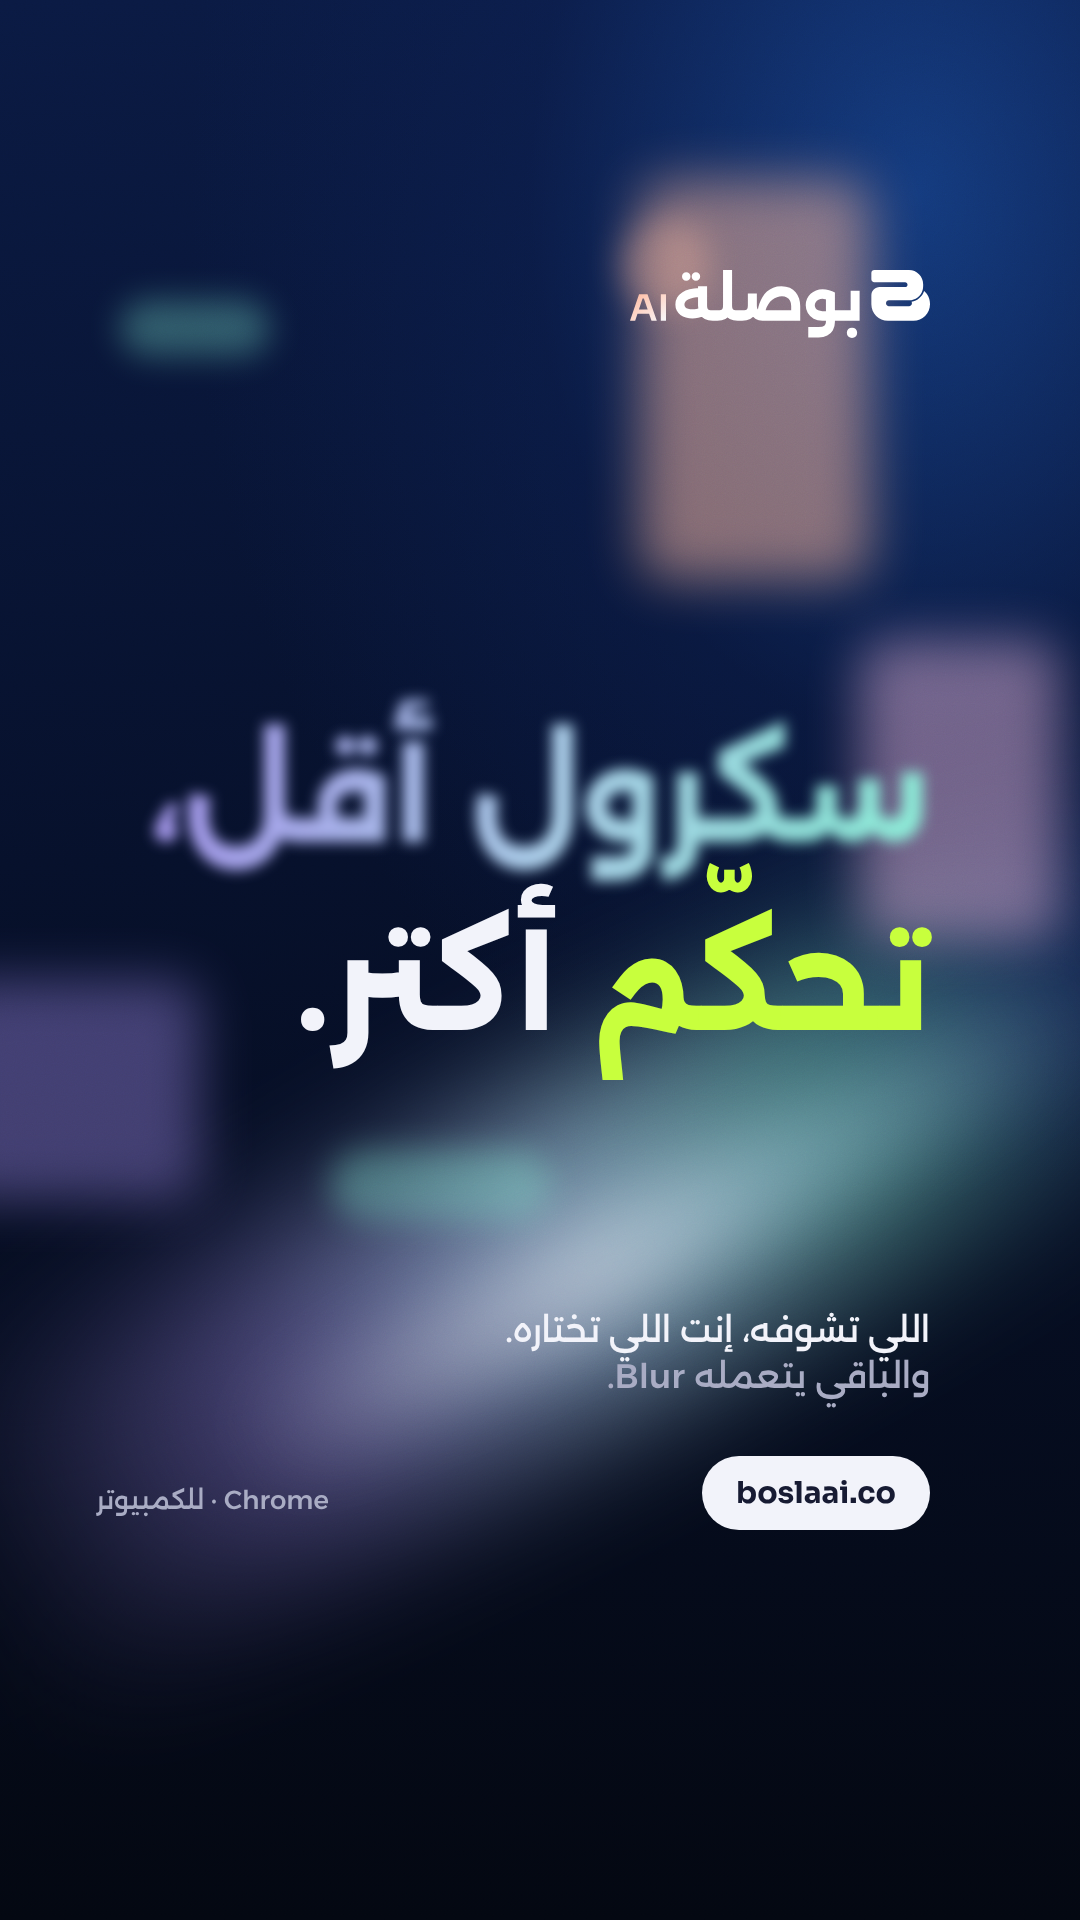 بوصلة AI
سكرول أقل،
تحكّم أكتر.
اللي تشوفه، إنت اللي تختاره.
والباقي يتعمله Blur.
boslaai.co
للكمبيوتر · Chrome